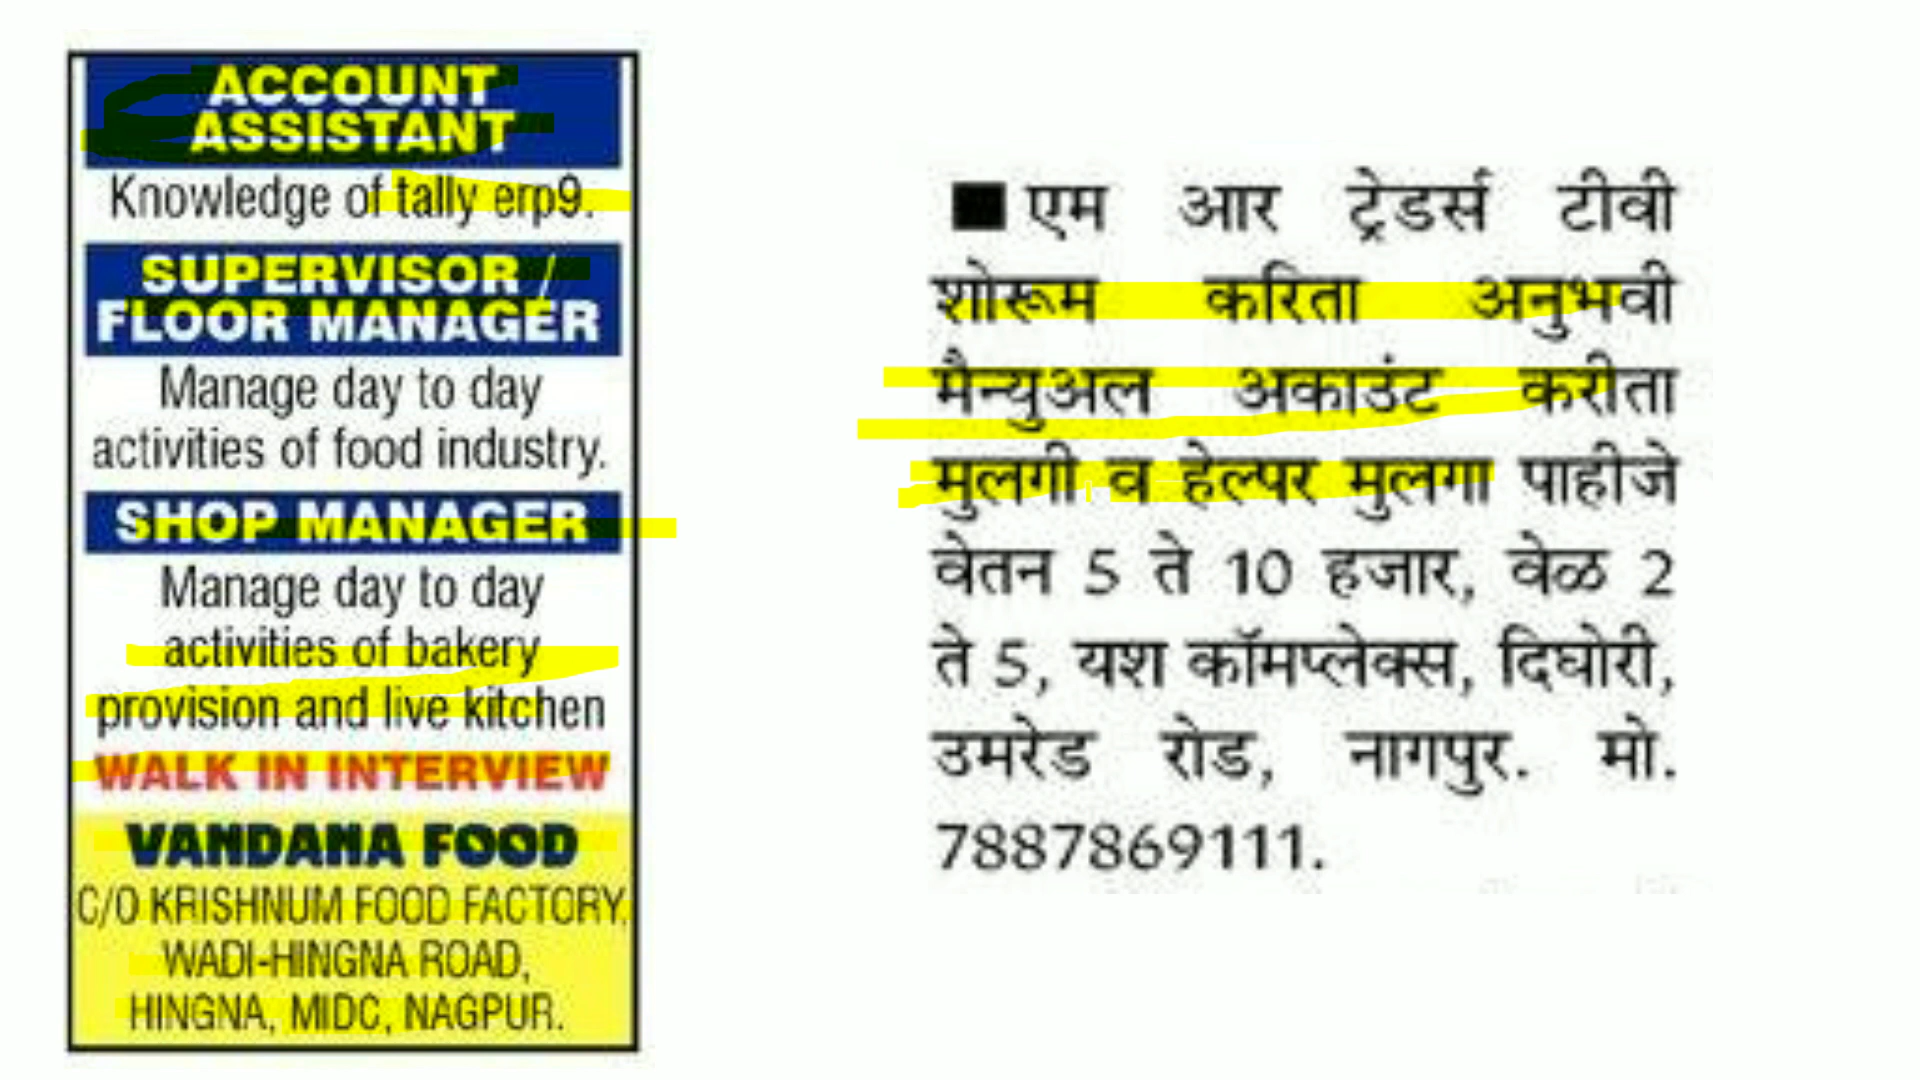 ACCOUNT
ASSISTANT
Knowledge of tally erp9.
SUPERVISOR /
FLOOR MANAGER
Manage day to day
activities of food industry.
SHOP MANAGER
Manage day to day
activities of bakery
provision and live kitchen
WALK IN INTERVIEW
VANDANA FOOD
C/O KRISHNUM FOOD FACTORY,
WADI-HINGNA ROAD,
HINGNA, MIDC, NAGPUR.
■ एम आर ट्रेडर्स टीवी
शोरूम करिता अनुभवी
मैन्युअल अकाउंट करीता
मुलगी व हेल्पर मुलगा पाहीजे
वेतन 5 ते 10 हजार, वेळ 2
ते 5, यश कॉमप्लेक्स, दिघोरी,
उमरेड रोड, नागपुर. मो.
7887869111.